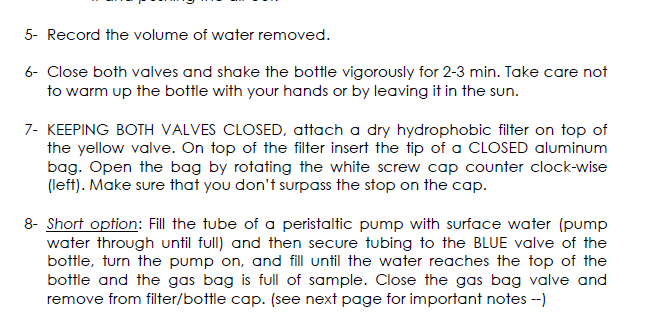 5- Record the volume of water removed.
6- Close both valves and shake the bottle vigorously for 2-3 min. Take care not
to warm up the bottle with your hands or by leaving it in the sun.
7- KEEPING BOTH VALVES CLOSED, attach a dry hydrophobic filter on top of
the yellow valve. On top of the filter insert the tip of a CLOSED aluminum
bag. Open the bag by rotating the white screw cap counter clock-wise
(left). Make sure that you don't surpass the stop on the cap.
8- Short option: Fill the tube of a peristaltic pump with surface water (pump
water through until full) and then secure tubing to the BLUE valve of the
bottle, turn the pump on, and fill until the water reaches the top of the
bottle and the gas bag is full of sample. Close the gas bag valve and
remove from filter/bottle cap. (see next page for important notes --)